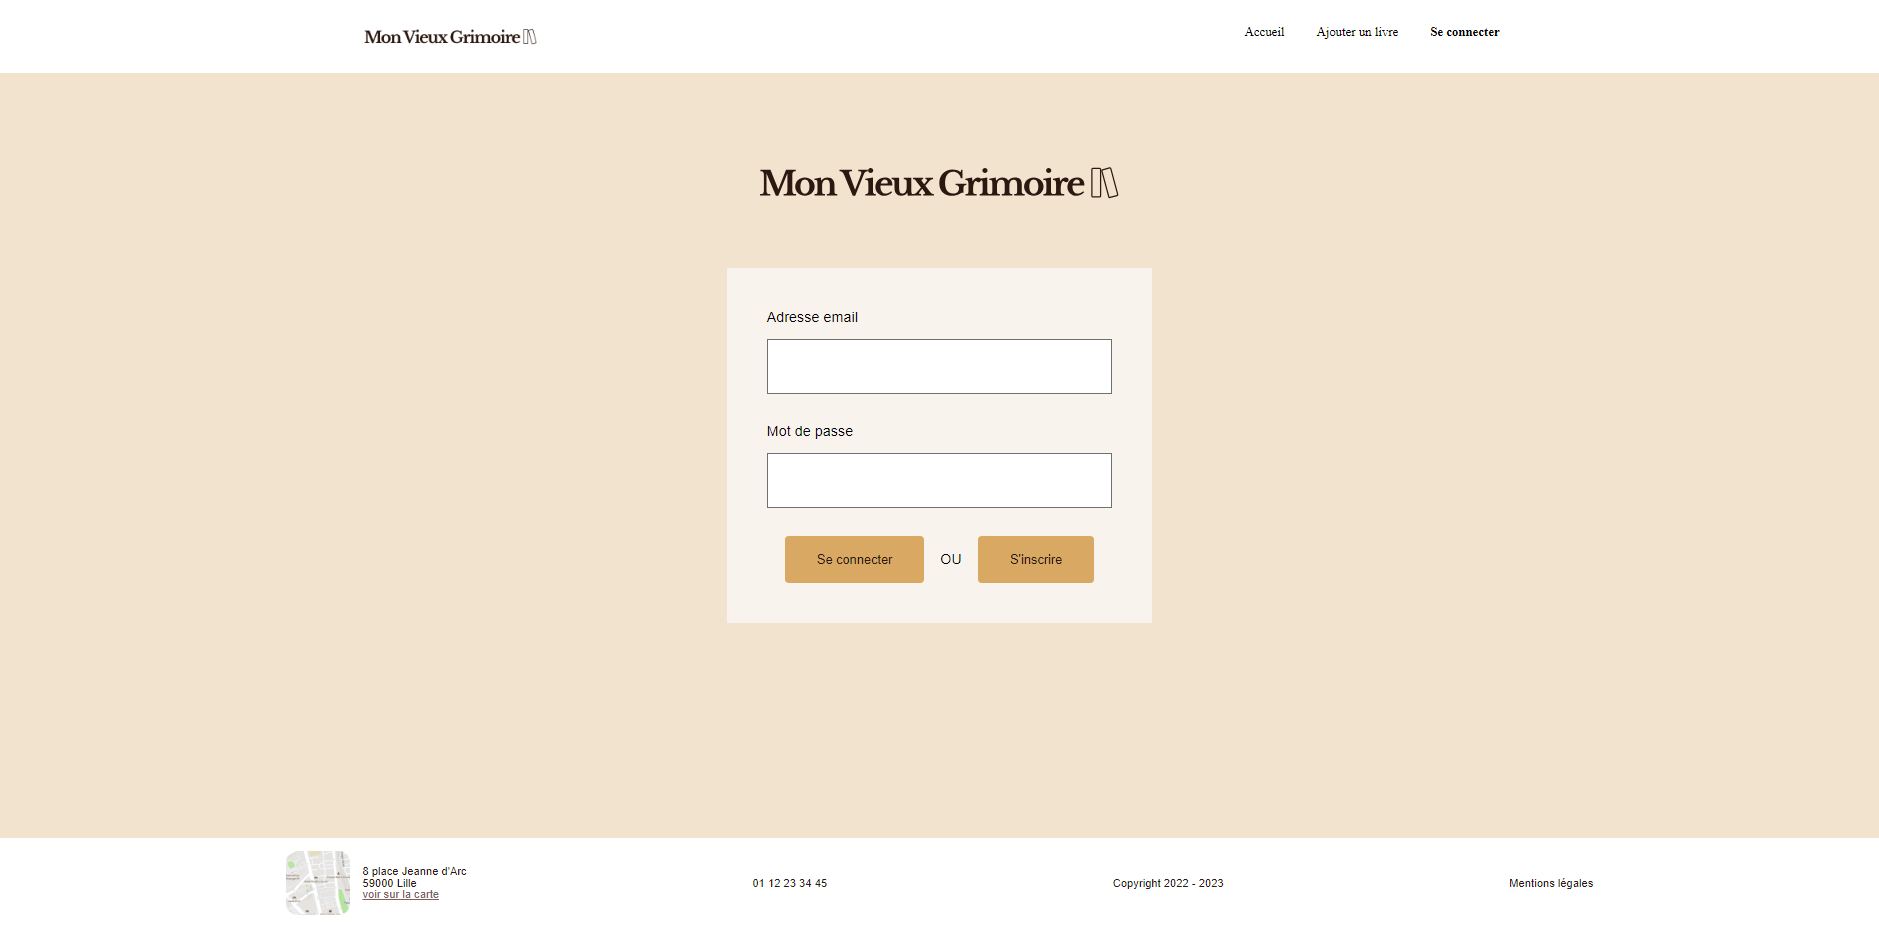 Mon Vieux Grimoire
Accueil
Ajouter un livre
Se connecter
Mon Vieux Grimoire
Adresse email
Mot de passe
Se connecter
OU
S'inscrire
8 place Jeanne d'Arc
59000 Lille
voir sur la carte
01 12 23 34 45
Copyright 2022 - 2023
Mentions légales